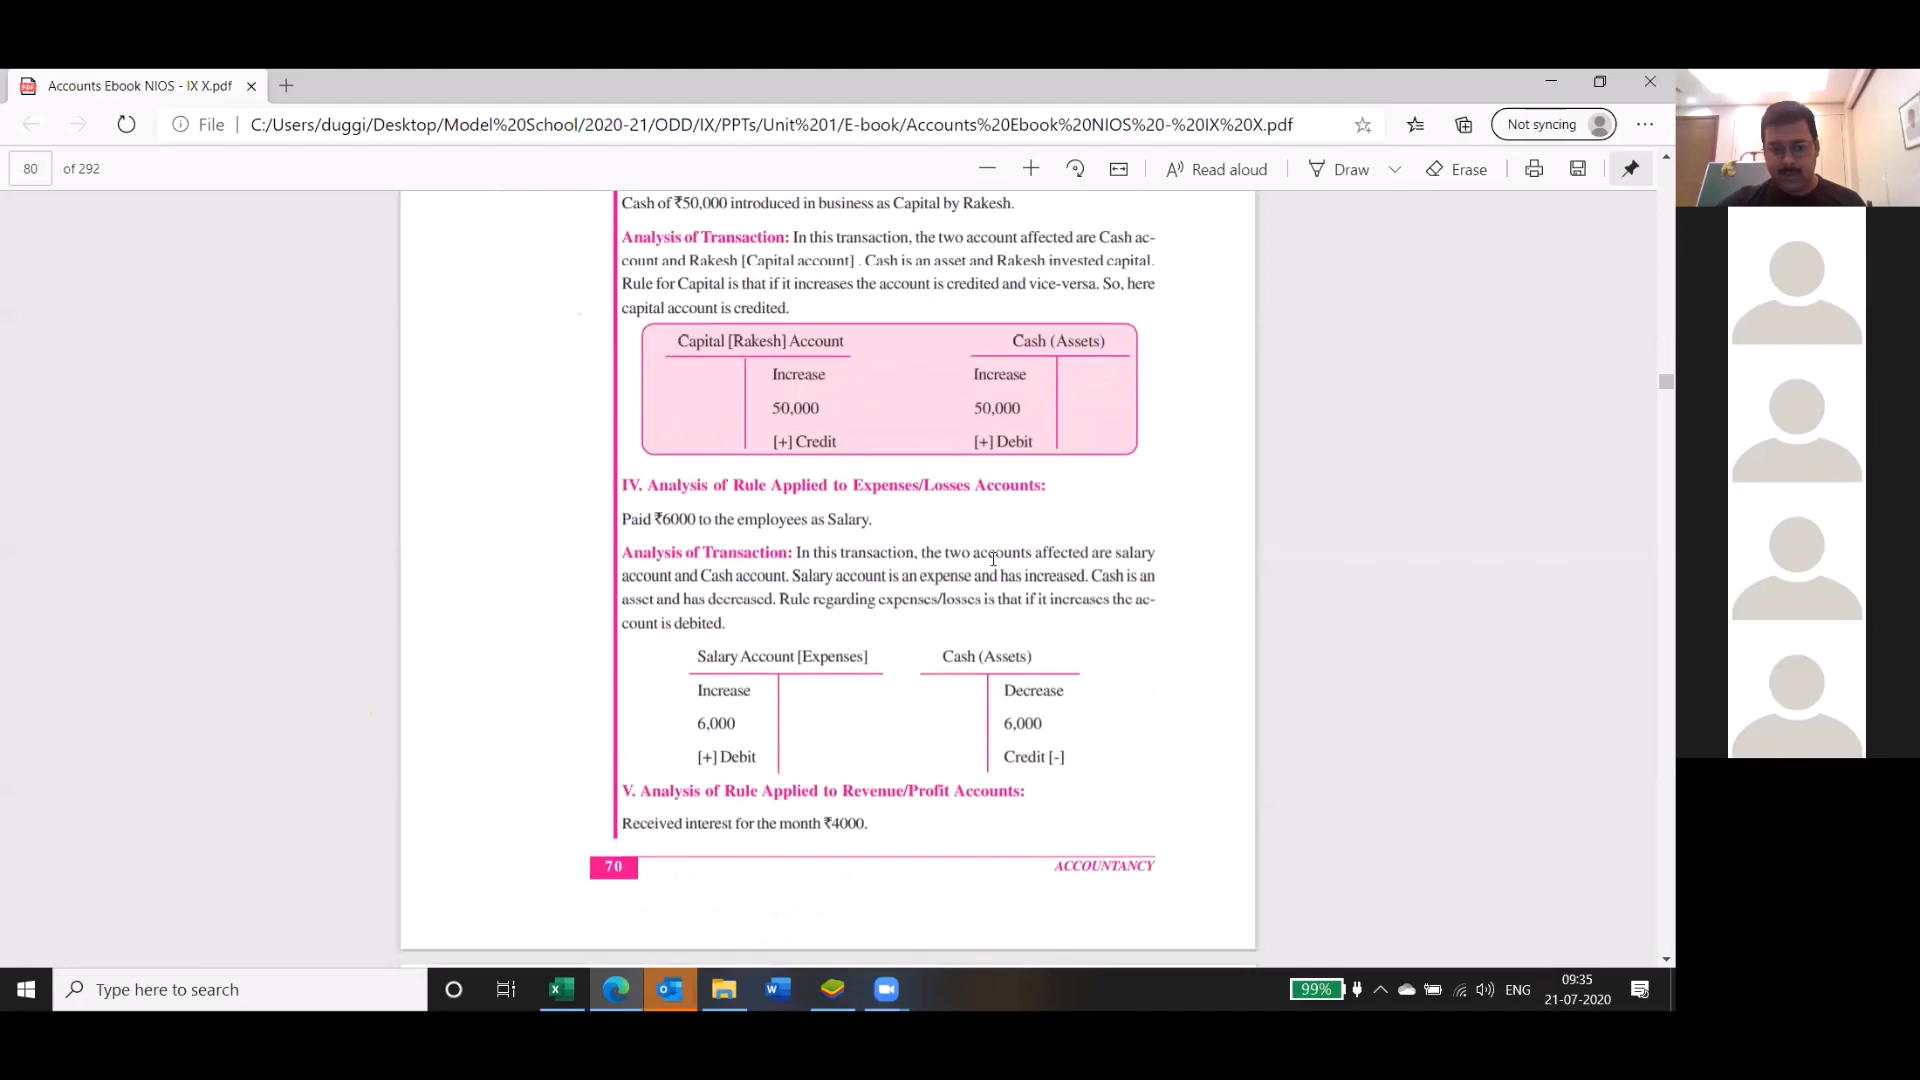 Accounts Ebook NIOS - IX X.pdf
File
C:/Users/duggi/Desktop/Model%20School/2020-21/ODD/IX/PPTs/Unit%201/E-book/Accounts%20Ebook%20NIOS%20-%20IX%20X.pdf
Not syncing
80 of 292
Read aloud
Draw
Erase
Cash of ₹50,000 introduced in business as Capital by Rakesh.
Analysis of Transaction: In this transaction, the two account affected are Cash ac-
count and Rakesh [Capital account] . Cash is an asset and Rakesh invested capital.
Rule for Capital is that if it increases the account is credited and vice-versa. So, here
capital account is credited.
Capital [Rakesh] Account Cash (Assets)
Increase Increase
50,000 50,000
[+] Credit [+] Debit
IV. Analysis of Rule Applied to Expenses/Losses Accounts:
Paid ₹6000 to the employees as Salary.
Analysis of Transaction: In this transaction, the two accounts affected are salary
account and Cash account. Salary account is an expense and has increased. Cash is an
asset and has decreased. Rule regarding expenses/losses is that if it increases the ac-
count is debited.
Salary Account [Expenses] Cash (Assets)
Increase Decrease
6,000 6,000
[+] Debit Credit [-]
V. Analysis of Rule Applied to Revenue/Profit Accounts:
Received interest for the month ₹4000.
70 ACCOUNTANCY
Type here to search
99%
ENG
09:35
21-07-2020